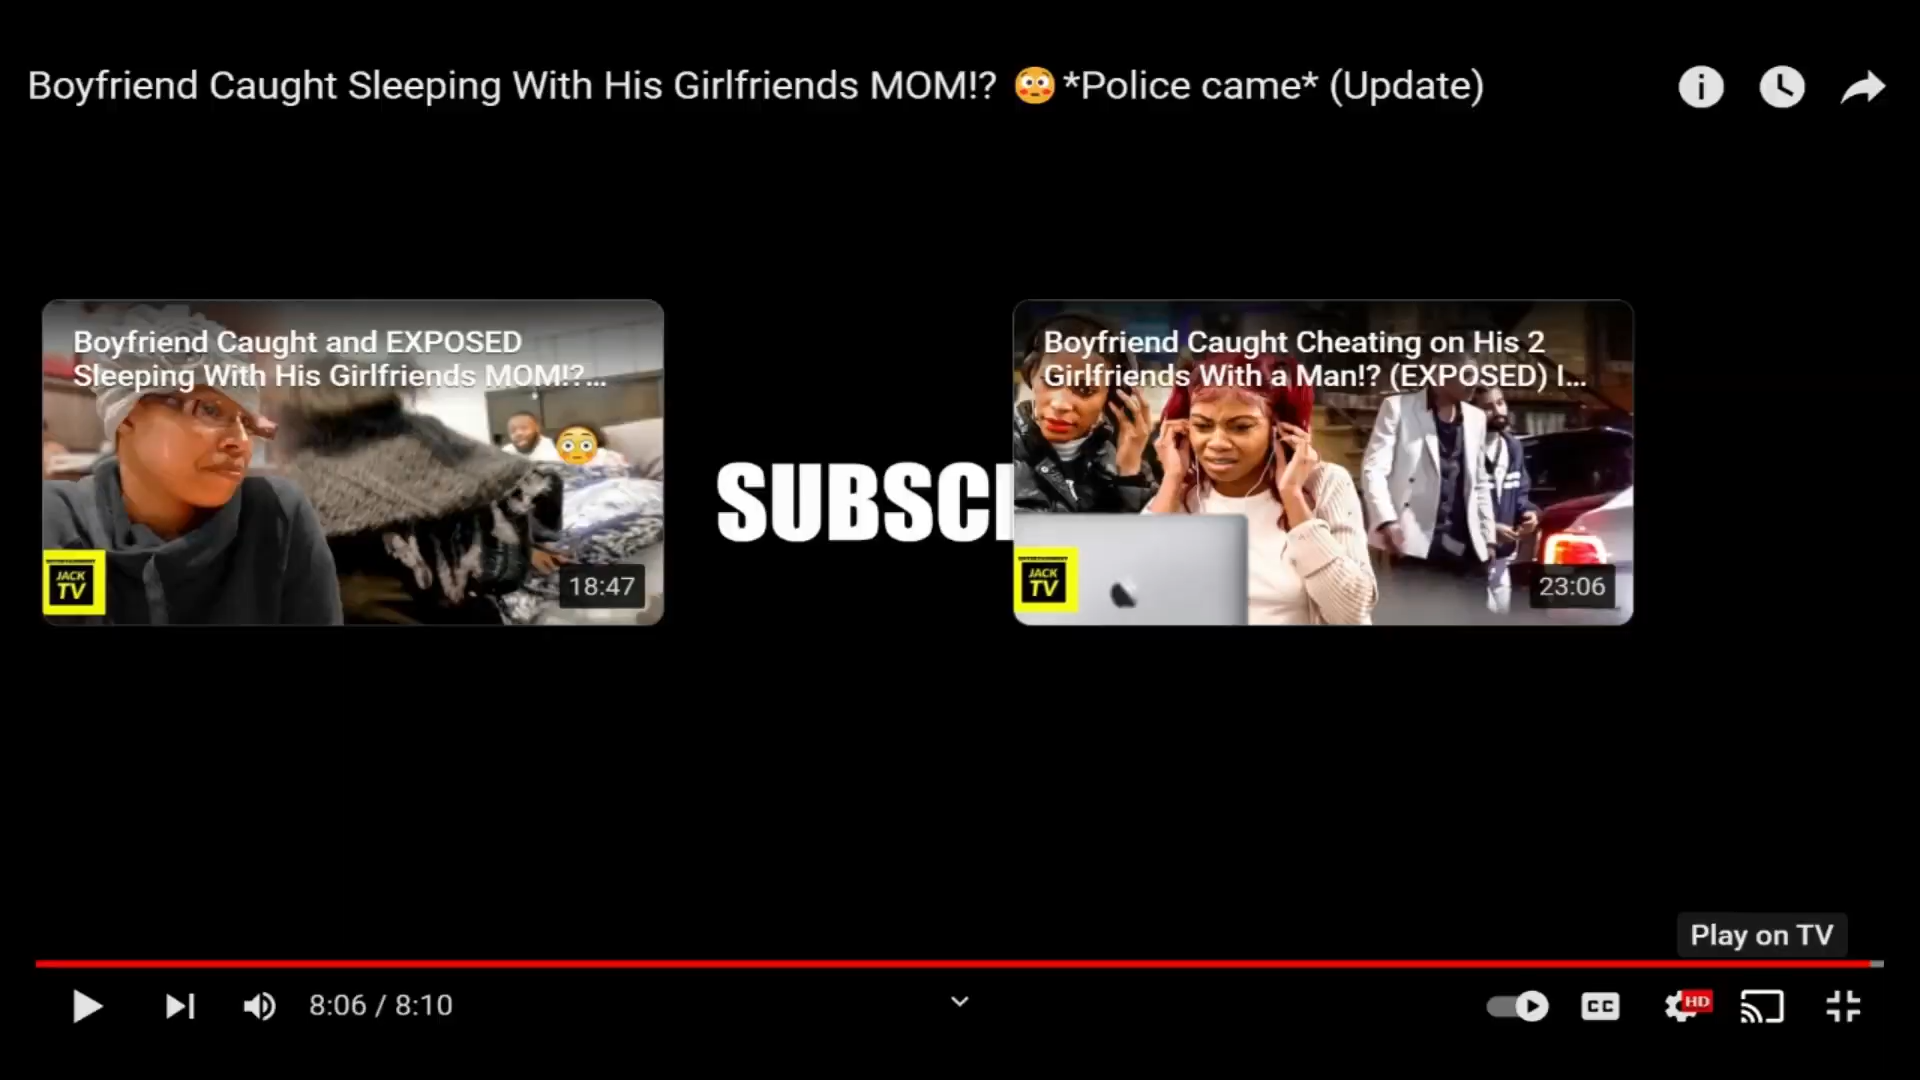 Boyfriend Caught Sleeping With His Girlfriends MOM!? 😳*Police came* (Update)
Boyfriend Caught and EXPOSED
Sleeping With His Girlfriends MOM!?...
JACK
TV
18:47
SUBSC
Boyfriend Caught Cheating on His 2
Girlfriends With a Man!? (EXPOSED) I...
JACK
TV
23:06
Play on TV
8:06 / 8:10
CC
HD